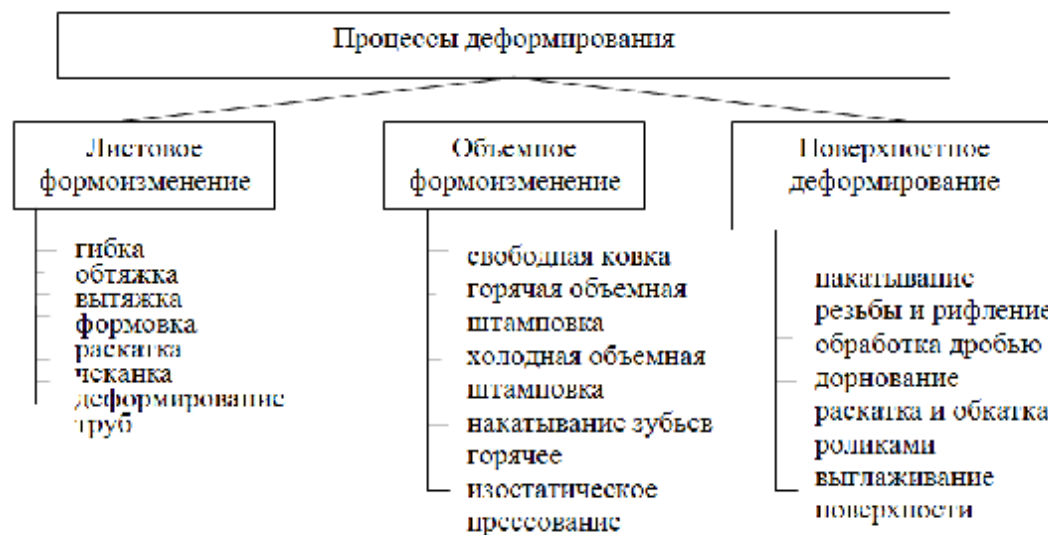 Процессы деформирования
Листовое
формоизменение
гибка
обтяжка
вытяжка
формовка
раскатка
чеканка
деформирование
труб
Объемное
формоизменение
свободная ковка
горячая объемная
штамповка
холодная объемная
штамповка
накатывание зубьев
горячее
изостатическое
прессование
Поверхностное
деформирование
накатывание
резьбы и рифление
обработка дробью
дорнование
раскатка и обкатка
роликами
выглаживание
поверхности